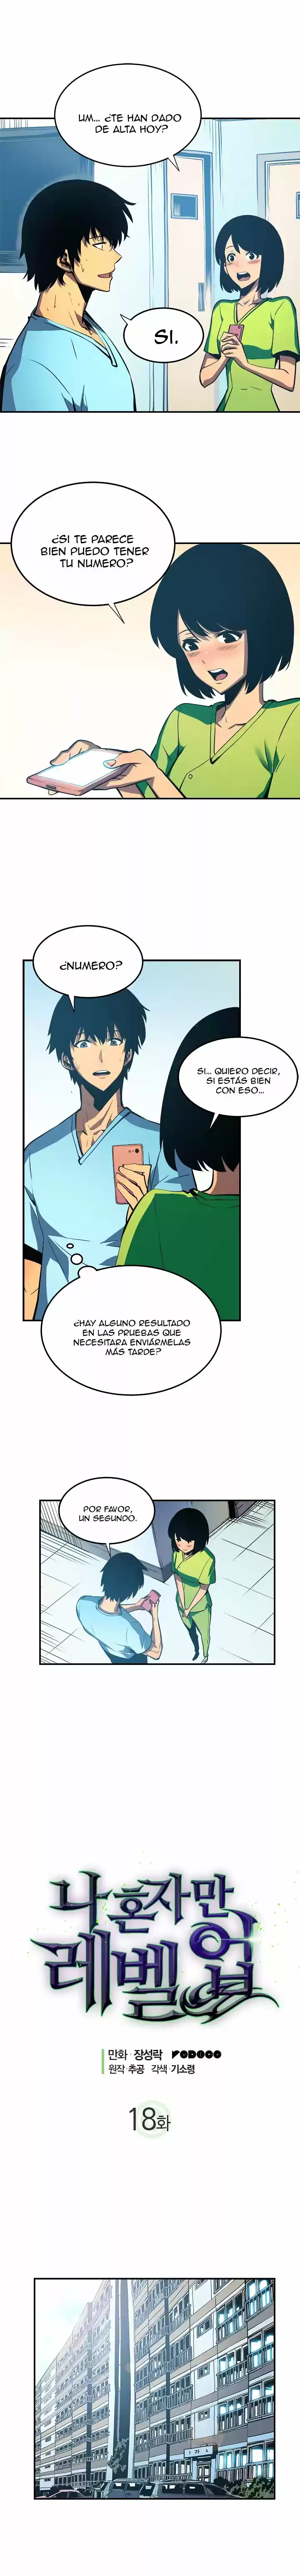 UM... ¿TE HAN DADO
DE ALTA HOY?
SI.
¿SI TE PARECE
BIEN PUEDO TENER
TU NUMERO?
¿NUMERO?
SI... QUIERO DECIR,
SI ESTÁS BIEN
CON ESO...
¿HAY ALGUNO RESULTADO
EN LAS PRUEBAS QUE
NECESITARA ENVIÁRMELAS
MÁS TARDE?
POR FAVOR,
UN SEGUNDO.
나 혼자만
레벨업
만화·장성락 REDICE
원작·추공 각색·기소령
18화